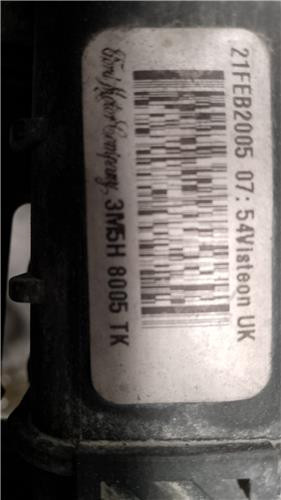 21FEB2005 07:54Visteon UK
Ford Motor Company, 3M5H 8005 TK